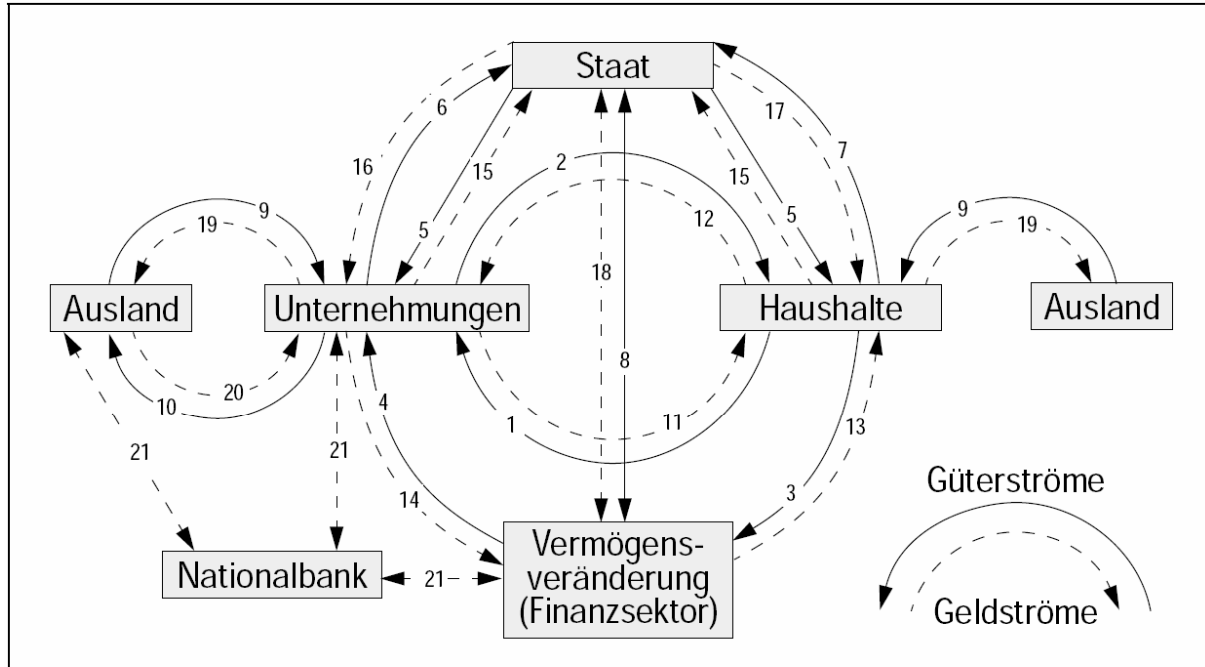 Staat
6
17
16
2
7
15
15
9
12
9
19
5
5
19
18
Ausland
Unternehmungen
Haushalte
Ausland
8
20
10
4
1
11
13
21
21
3
14
Güterströme
Nationalbank
21
Vermögens-
veränderung
(Finanzsektor)
Geldströme